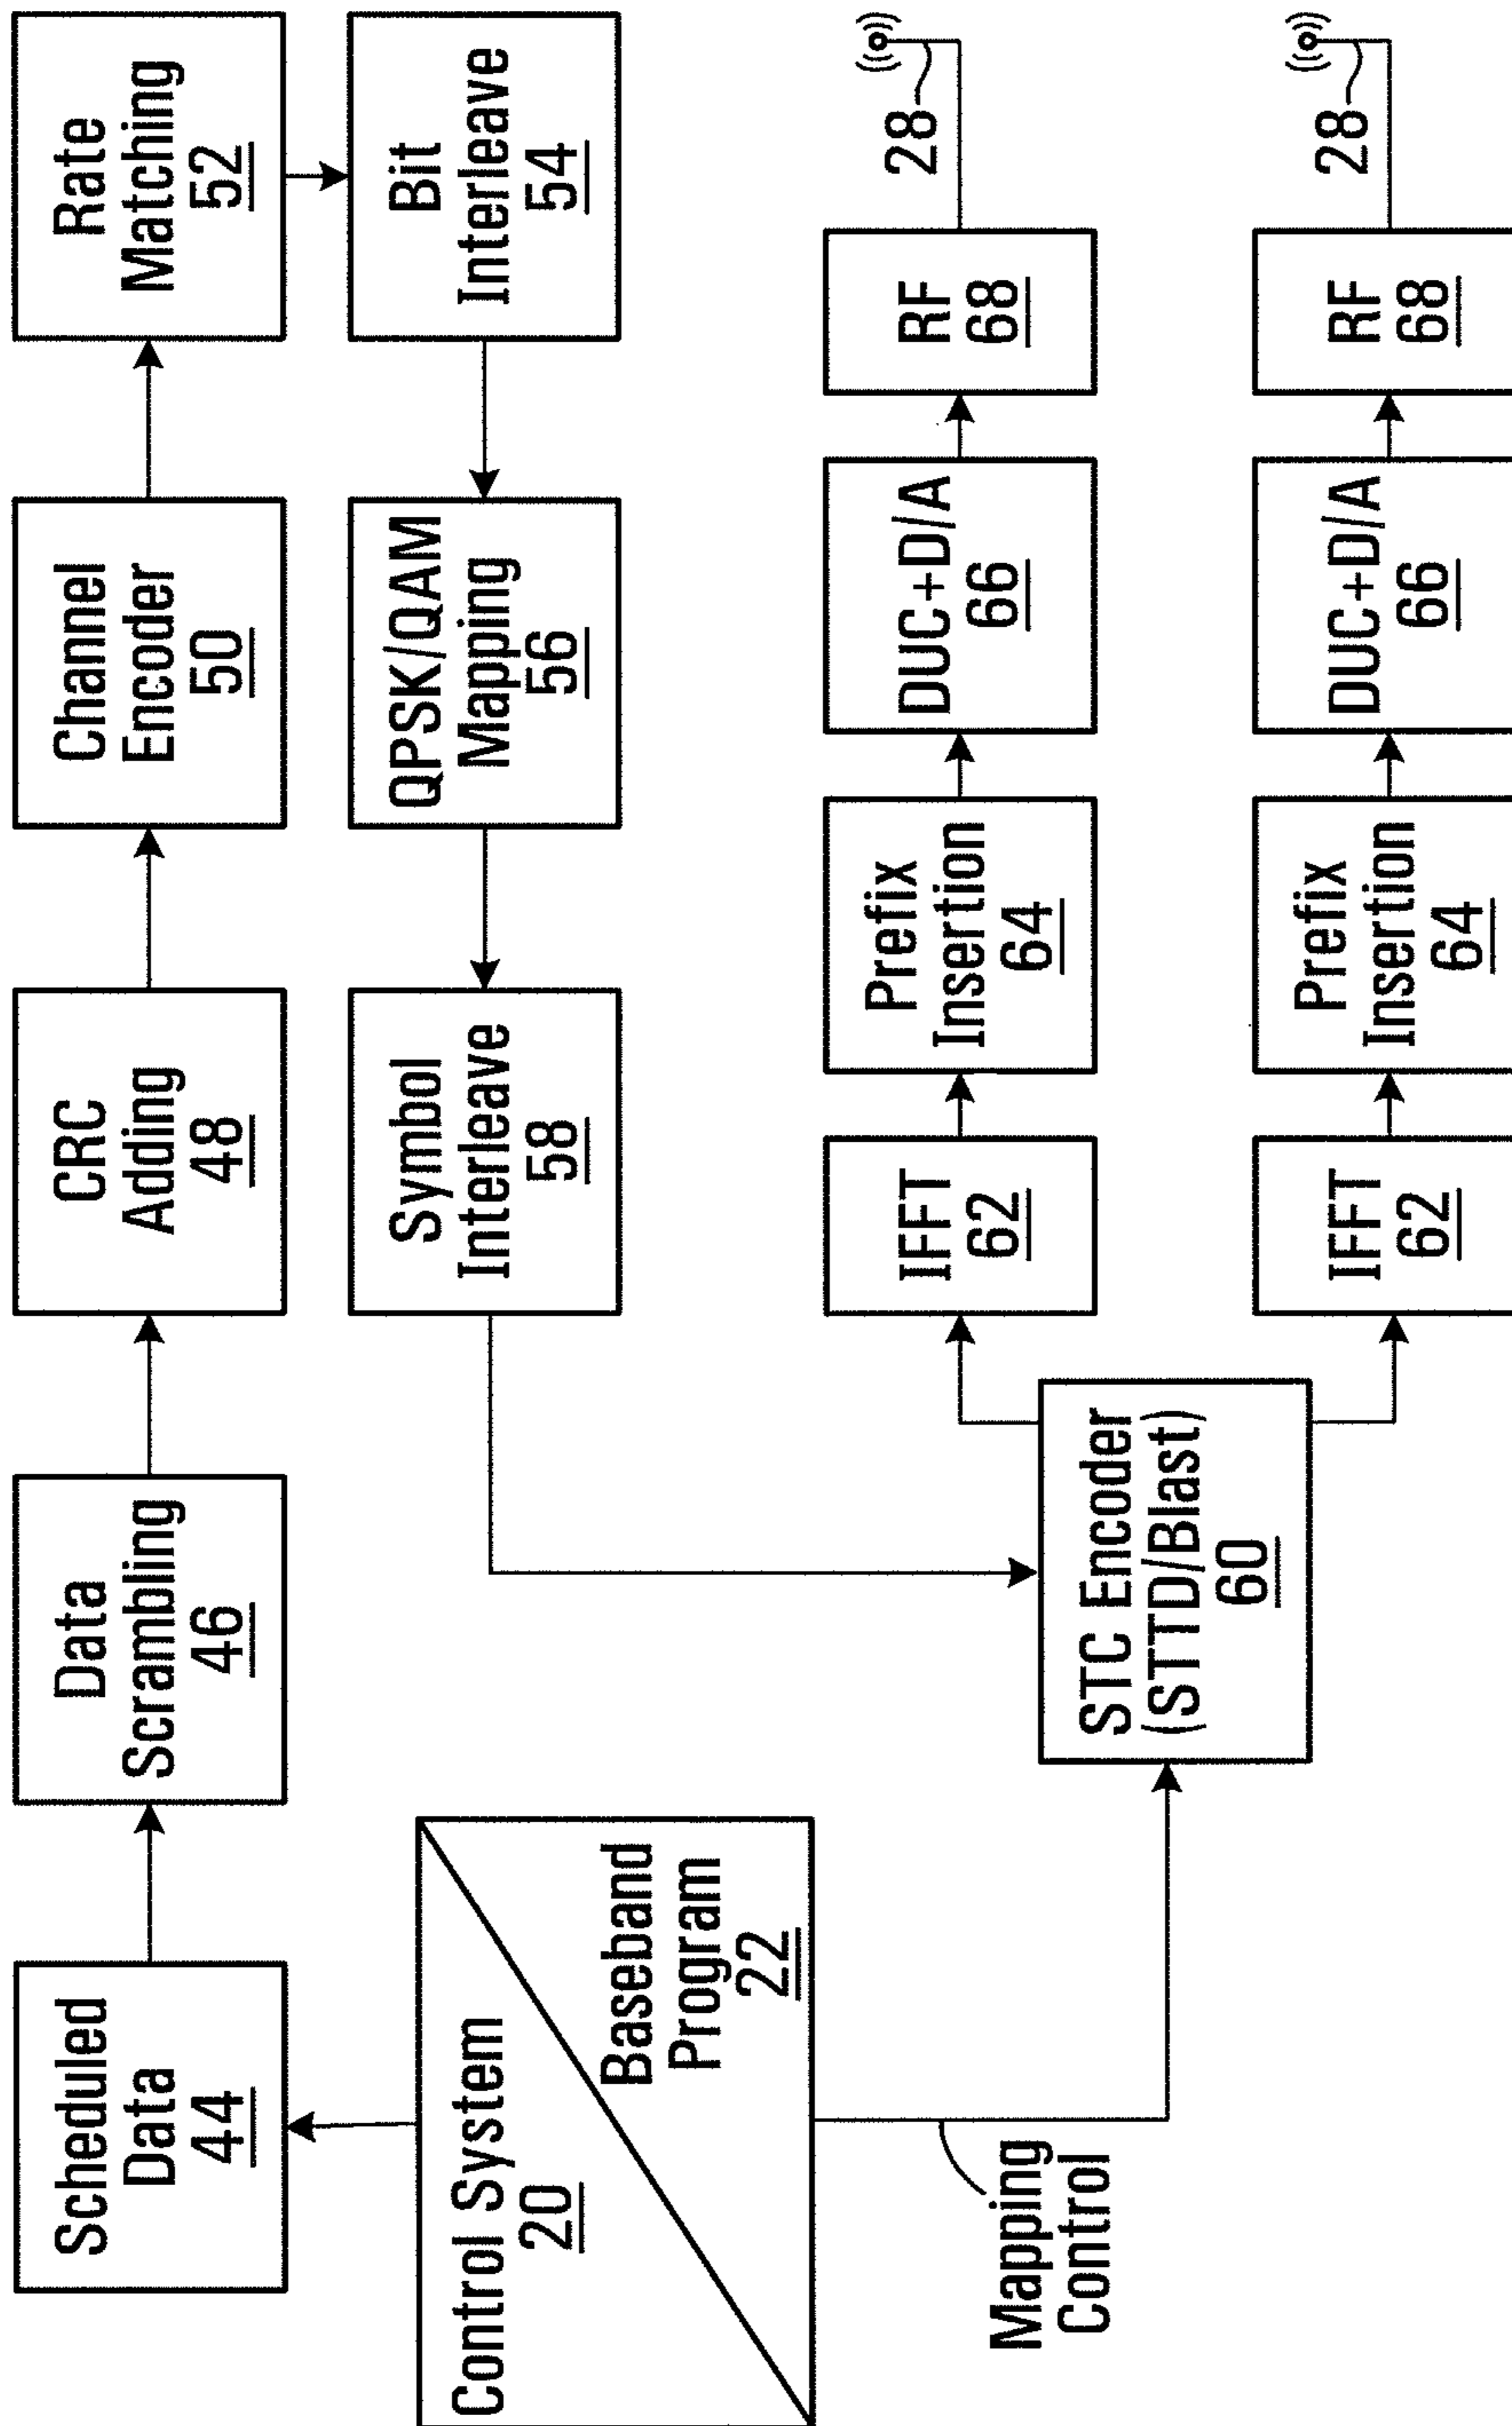 Scheduled
Data
44
Data
Scrambling
46
CRC
Adding
48
Channel
Encoder
50
Rate
Matching
52
Control System
20
Baseband
Program
22
Symbol
Interleave
58
QPSK/QAM
Mapping
56
Bit
Interleave
54
Mapping
Control
STC Encoder
(STTD/Blast)
60
IFFT
62
Prefix
Insertion
64
DUC+D/A
66
RF
68
28
IFFT
62
Prefix
Insertion
64
DUC+D/A
66
RF
68
28